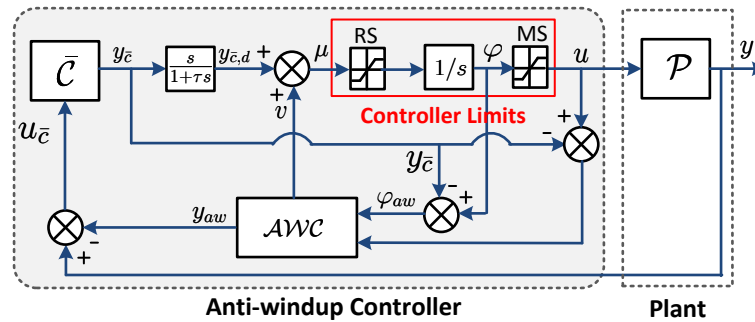 RS
MS
C̄
y_c̄
s/(1+τs)
y_c̄,d
+
μ
1/s
φ
u
P
y
+
v
Controller Limits
+
-
u_c̄
y_c̄
-
φ_aw
+
y_aw
AWC
-
+
Anti-windup Controller
Plant